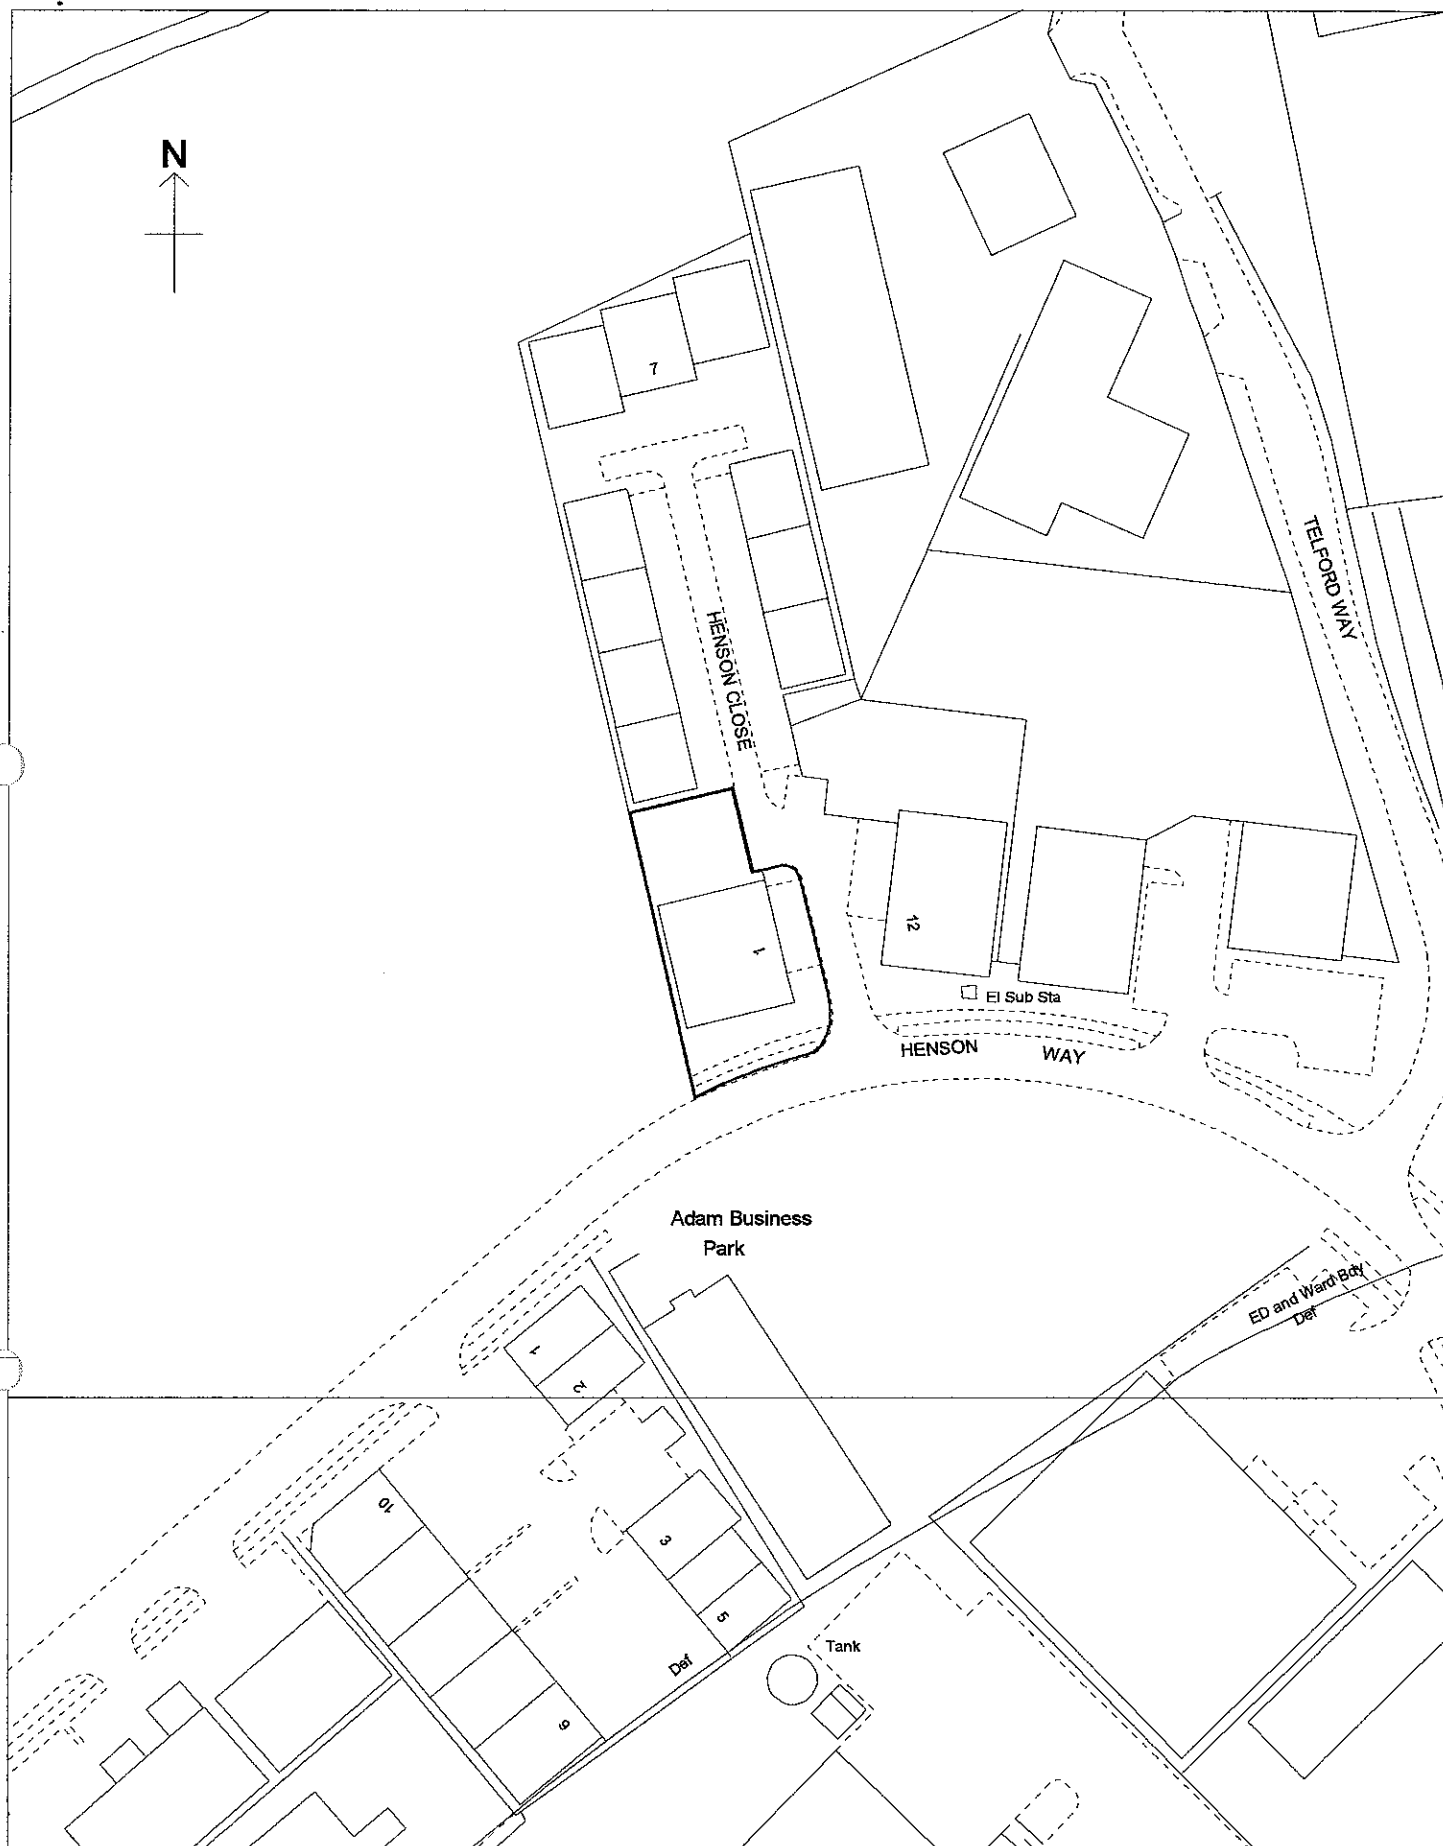 N
7
TELFORD WAY
HENSON CLOSE
12
1
El Sub Sta
HENSON WAY
Adam Business
Park
ED and Ward Bdy
Def
1
2
10
3
5
Def
Tank
9